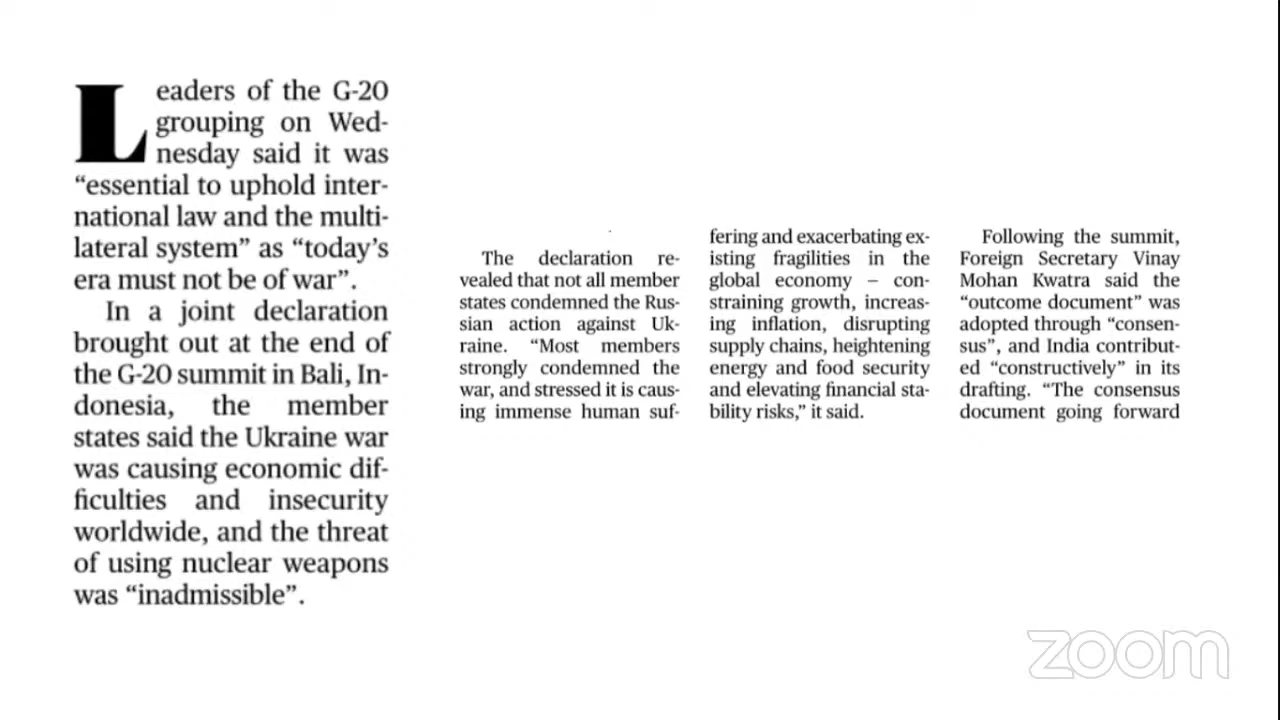 Leaders of the G-20
grouping on Wed-
nesday said it was
“essential to uphold inter-
national law and the multi-
lateral system” as “today’s
era must not be of war”.
In a joint declaration
brought out at the end of
the G-20 summit in Bali, In-
donesia, the member
states said the Ukraine war
was causing economic dif-
ficulties and insecurity
worldwide, and the threat
of using nuclear weapons
was “inadmissible”.
The declaration re-
vealed that not all member
states condemned the Rus-
sian action against Uk-
raine. “Most members
strongly condemned the
war, and stressed it is caus-
ing immense human suf-
fering and exacerbating ex-
isting fragilities in the
global economy – con-
straining growth, increas-
ing inflation, disrupting
supply chains, heightening
energy and food security
and elevating financial sta-
bility risks,” it said.
Following the summit,
Foreign Secretary Vinay
Mohan Kwatra said the
“outcome document” was
adopted through “consen-
sus”, and India contribut-
ed “constructively” in its
drafting. “The consensus
document going forward
zoom